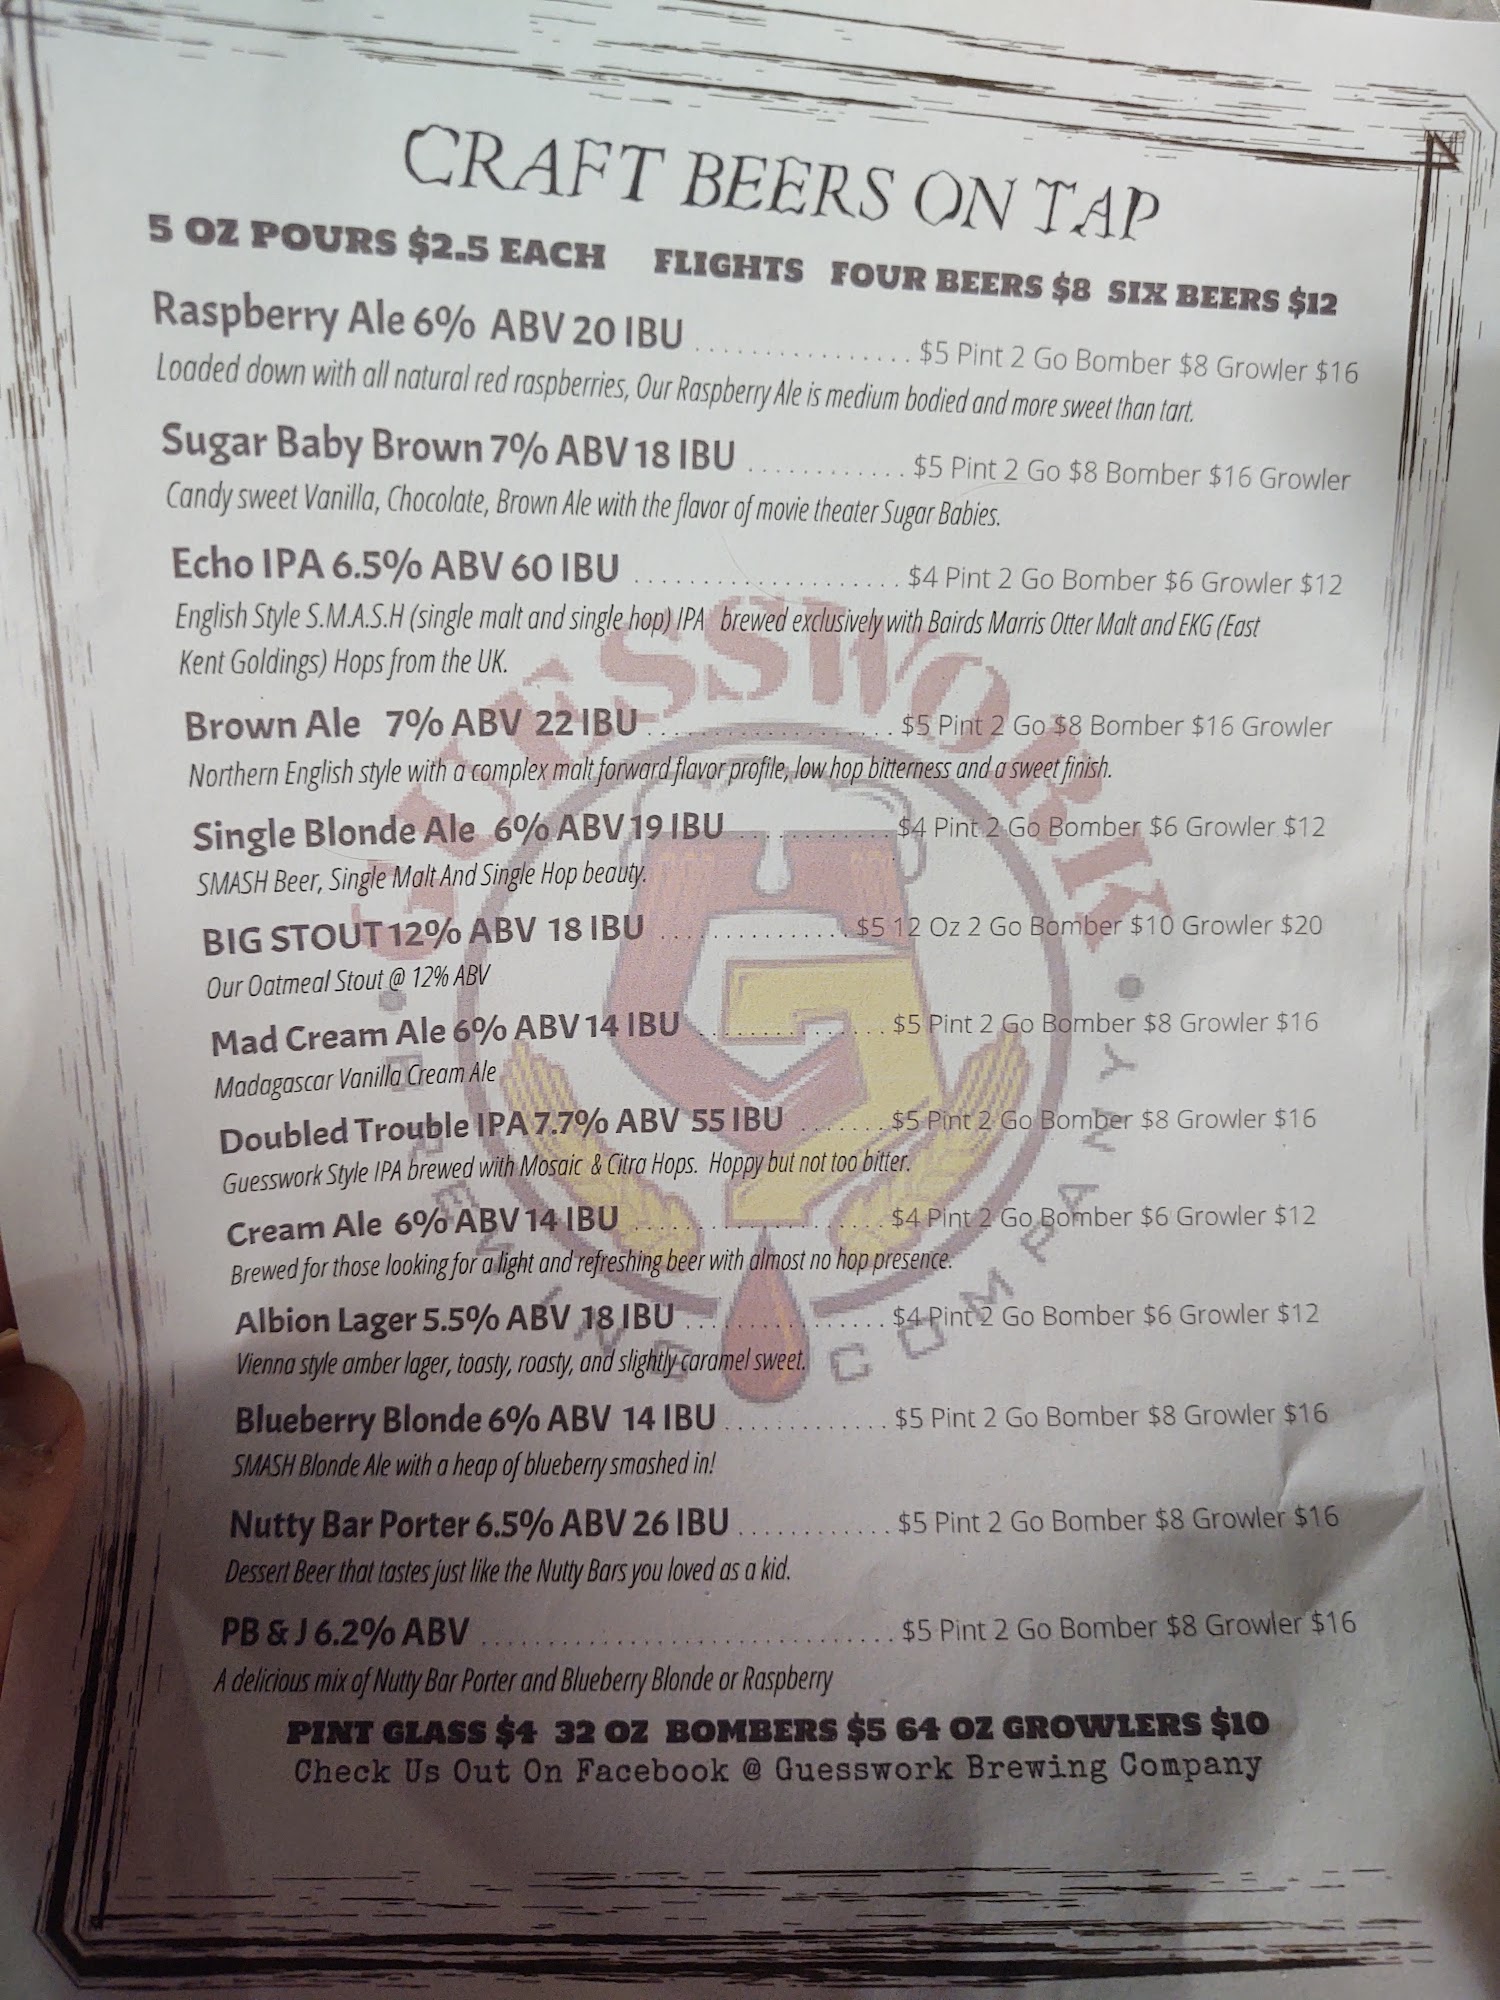 CRAFT BEERS ON TAP
5 OZ POURS $2.5 EACH FLIGHTS FOUR BEERS $8 SIX BEERS $12
Raspberry Ale 6% ABV 20 IBU ................ $5 Pint 2 Go Bomber $8 Growler $16
Loaded down with all natural red raspberries, Our Raspberry Ale is medium bodied and more sweet than tart.
Sugar Baby Brown 7% ABV 18 IBU ............ $5 Pint 2 Go $8 Bomber $16 Growler
Candy sweet Vanilla, Chocolate, Brown Ale with the flavor of movie theater Sugar Babies.
Echo IPA 6.5% ABV 60 IBU .................... $4 Pint 2 Go Bomber $6 Growler $12
English Style S.M.A.S.H (single malt and single hop) IPA brewed exclusively with Bairds Marris Otter Malt and EKG (East
Kent Goldings) Hops from the UK.
Brown Ale 7% ABV 22 IBU ................... $5 Pint 2 Go $8 Bomber $16 Growler
Northern English style with a complex malt forward flavor profile, low hop bitterness and a sweet finish.
Single Blonde Ale 6% ABV 19 IBU ............. $4 Pint 2 Go Bomber $6 Growler $12
SMASH Beer, Single Malt And Single Hop beauty.
BIG STOUT 12% ABV 18 IBU ............... $5 12 Oz 2 Go Bomber $10 Growler $20
Our Oatmeal Stout @ 12% ABV
Mad Cream Ale 6% ABV 14 IBU ............... $5 Pint 2 Go Bomber $8 Growler $16
Madagascar Vanilla Cream Ale
Doubled Trouble IPA 7.7% ABV 55 IBU ....... $5 Pint 2 Go Bomber $8 Growler $16
Guesswork Style IPA brewed with Mosaic & Citra Hops. Hoppy but not too bitter.
Cream Ale 6% ABV 14 IBU ................... $4 Pint 2 Go Bomber $6 Growler $12
Brewed for those looking for a light and refreshing beer with almost no hop presence.
Albion Lager 5.5% ABV 18 IBU ................ $4 Pint 2 Go Bomber $6 Growler $12
Vienna style amber lager, toasty, roasty, and slightly caramel sweet.
Blueberry Blonde 6% ABV 14 IBU ............. $5 Pint 2 Go Bomber $8 Growler $16
SMASH Blonde Ale with a heap of blueberry smashed in!
Nutty Bar Porter 6.5% ABV 26 IBU ............ $5 Pint 2 Go Bomber $8 Growler $16
Dessert Beer that tastes just like the Nutty Bars you loved as a kid.
PB & J 6.2% ABV ............................... $5 Pint 2 Go Bomber $8 Growler $16
A delicious mix of Nutty Bar Porter and Blueberry Blonde or Raspberry
PINT GLASS $4 32 OZ BOMBERS $5 64 OZ GROWLERS $10
Check Us Out On Facebook @ Guesswork Brewing Company
GUESSWORK
BREWING COMPANY